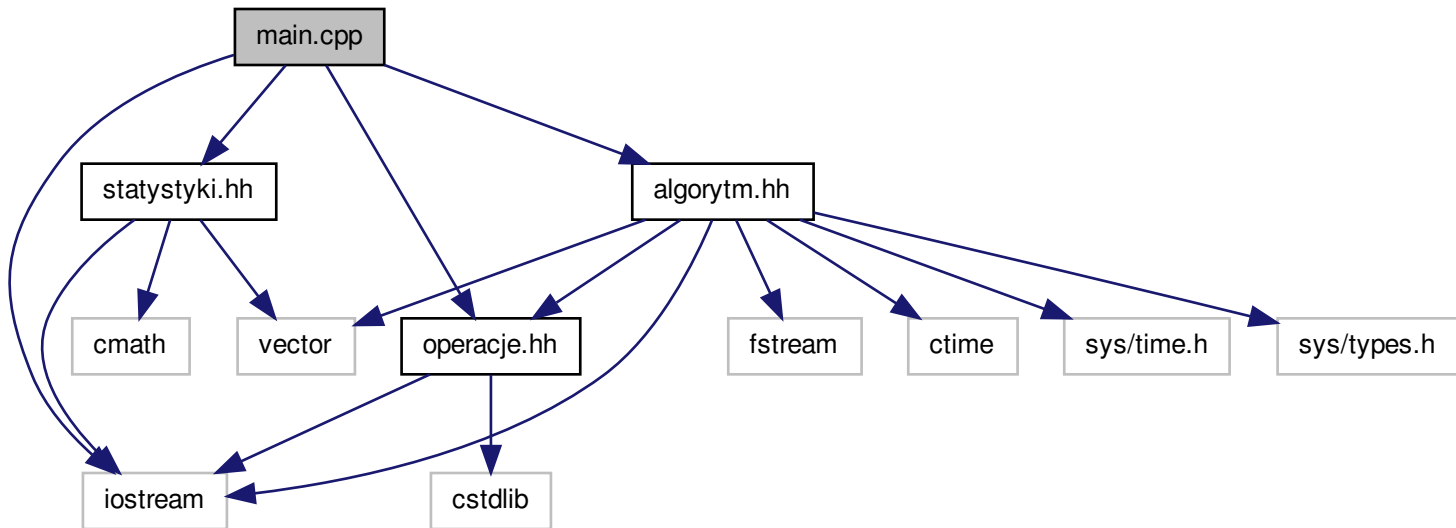 main.cpp
statystyki.hh
algorytm.hh
cmath
vector
operacje.hh
fstream
ctime
sys/time.h
sys/types.h
iostream
cstdlib